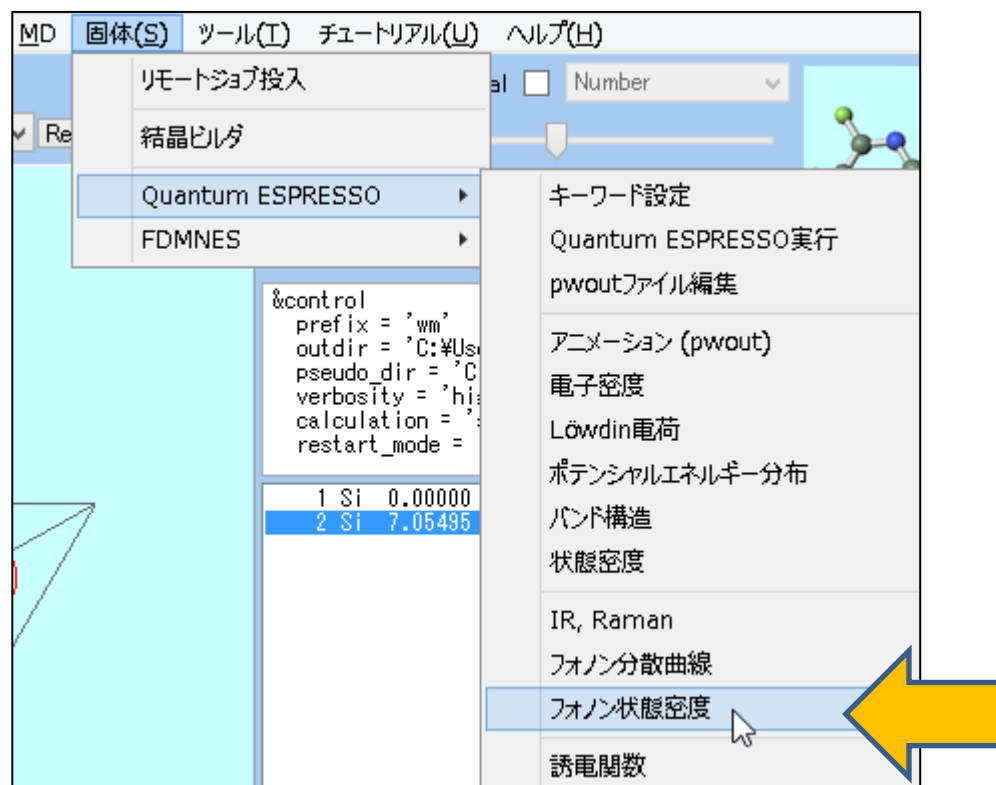 MD 固体(S) ツール(T) チュートリアル(U) ヘルプ(H)
リモートジョブ投入
al Number
Re
結晶ビルダ
Quantum ESPRESSO
FDMNES
キーワード設定
Quantum ESPRESSO実行
pwoutファイル編集
アニメーション (pwout)
電子密度
Löwdin電荷
ポテンシャルエネルギー分布
バンド構造
状態密度
IR, Raman
フォノン分散曲線
フォノン状態密度
誘電関数
&control
prefix = 'wm'
outdir = 'C:¥Us
pseudo_dir = 'C
verbosity = 'hi
calculation = '
restart_mode =
1 Si 0.00000
2 Si 7.05495